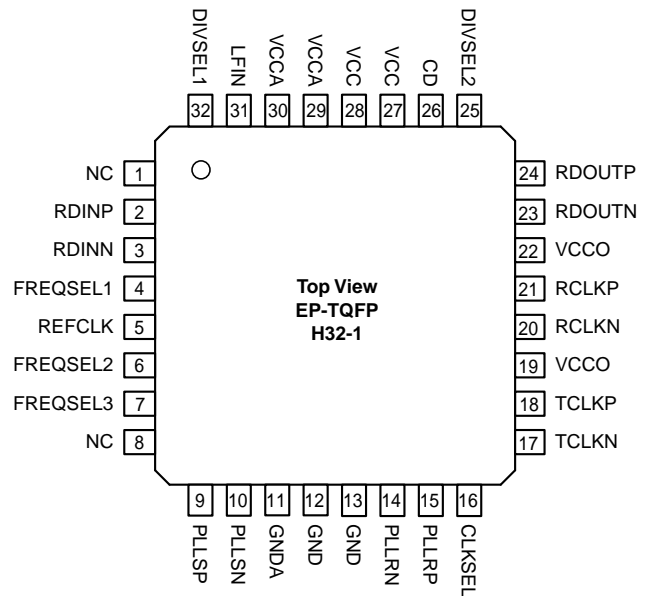 DIVSEL1 LFIN VCCA VCCA VCC VCC CD DIVSEL2
32 31 30 29 28 27 26 25
NC 1
RDINP 2
RDINN 3
FREQSEL1 4
REFCLK 5
FREQSEL2 6
FREQSEL3 7
NC 8
Top View
EP-TQFP
H32-1
24 RDOUTP
23 RDOUTN
22 VCCO
21 RCLKP
20 RCLKN
19 VCCO
18 TCLKP
17 TCLKN
9 10 11 12 13 14 15 16
PLLSP PLLSN GNDA GND GND PLLRN PLLRP CLKSEL